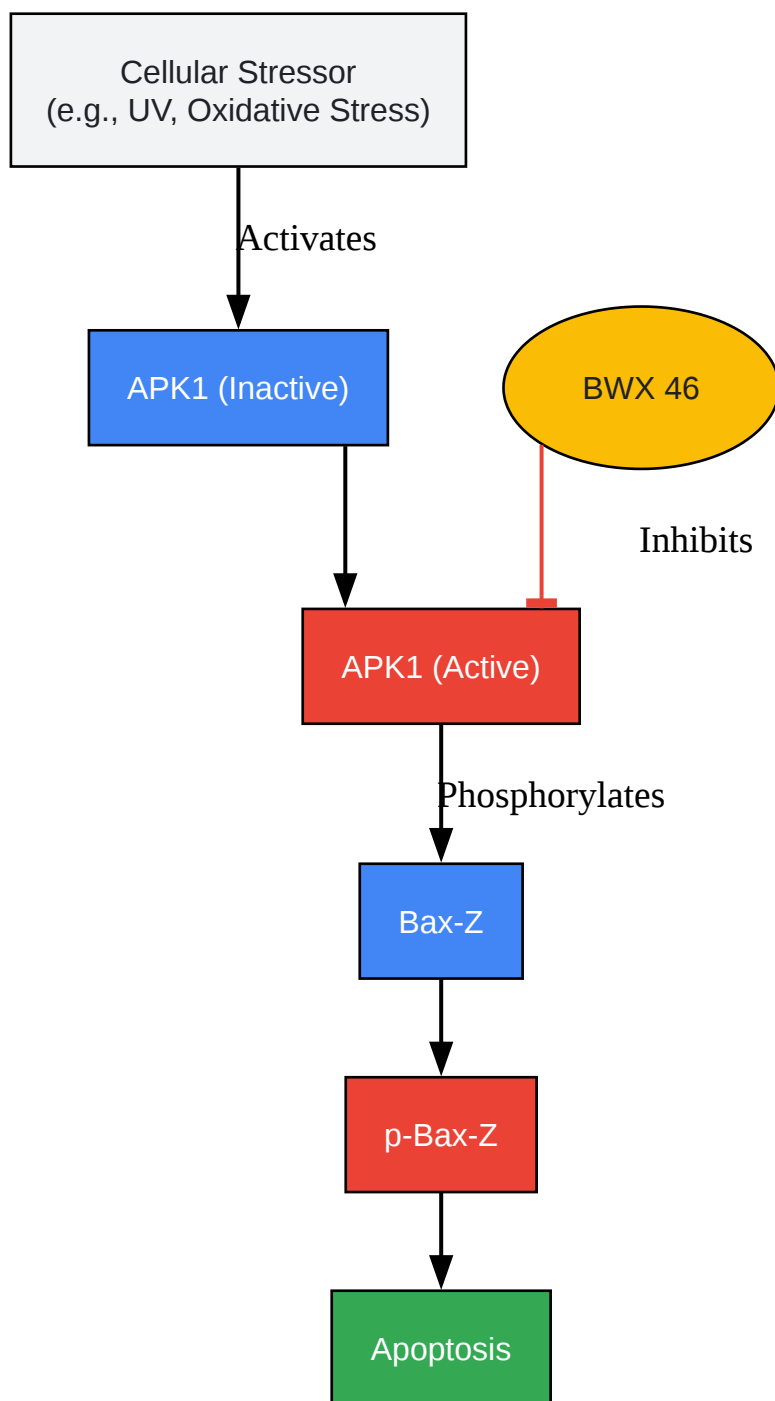 Cellular Stressor
(e.g., UV, Oxidative Stress)
Activates
APK1 (Inactive)
BWX 46
Inhibits
APK1 (Active)
Phosphorylates
Bax-Z
p-Bax-Z
Apoptosis